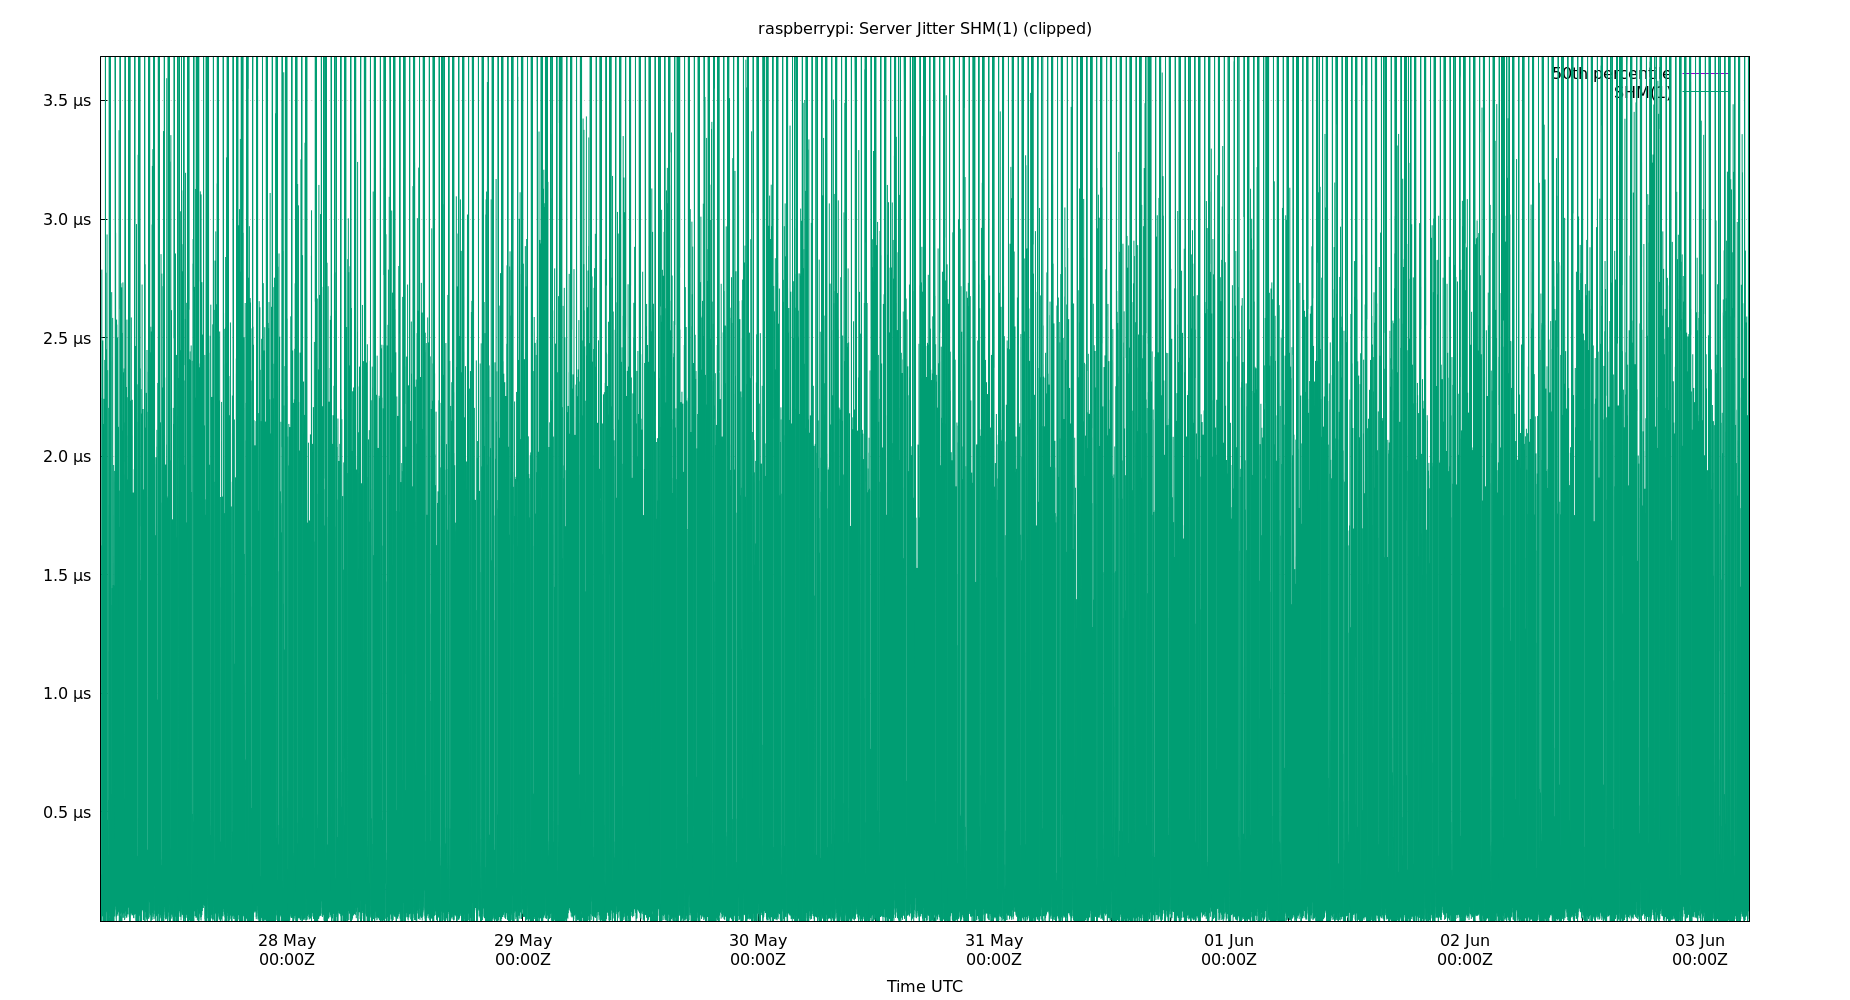 raspberrypi: Server Jitter SHM(1) (clipped)
50th percentile
SHM(1)
3.5 µs
3.0 µs
2.5 µs
2.0 µs
1.5 µs
1.0 µs
0.5 µs
28 May 29 May 30 May 31 May 01 Jun 02 Jun 03 Jun
00:00Z 00:00Z 00:00Z 00:00Z 00:00Z 00:00Z 00:00Z
Time UTC